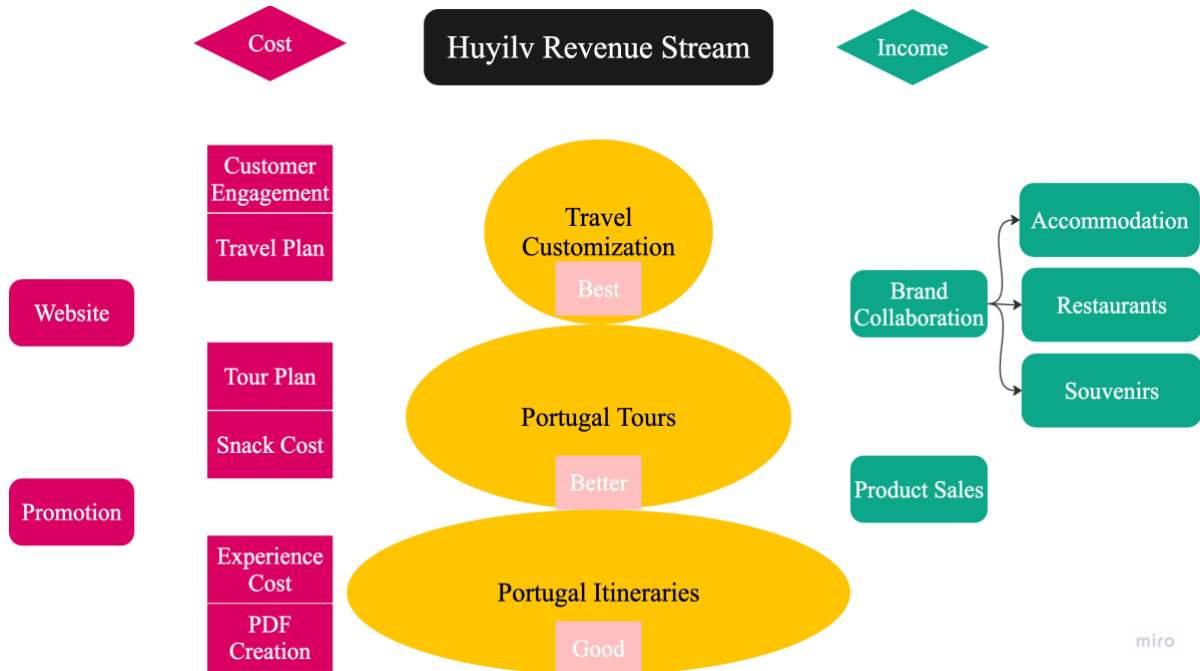 Cost
Huyilv Revenue Stream
Income
Customer
Engagement
Travel Plan
Travel
Customization
Best
Accommodation
Website
Brand
Collaboration
Restaurants
Tour Plan
Snack Cost
Portugal Tours
Better
Souvenirs
Promotion
Product Sales
Experience
Cost
PDF
Creation
Portugal Itineraries
Good
miro